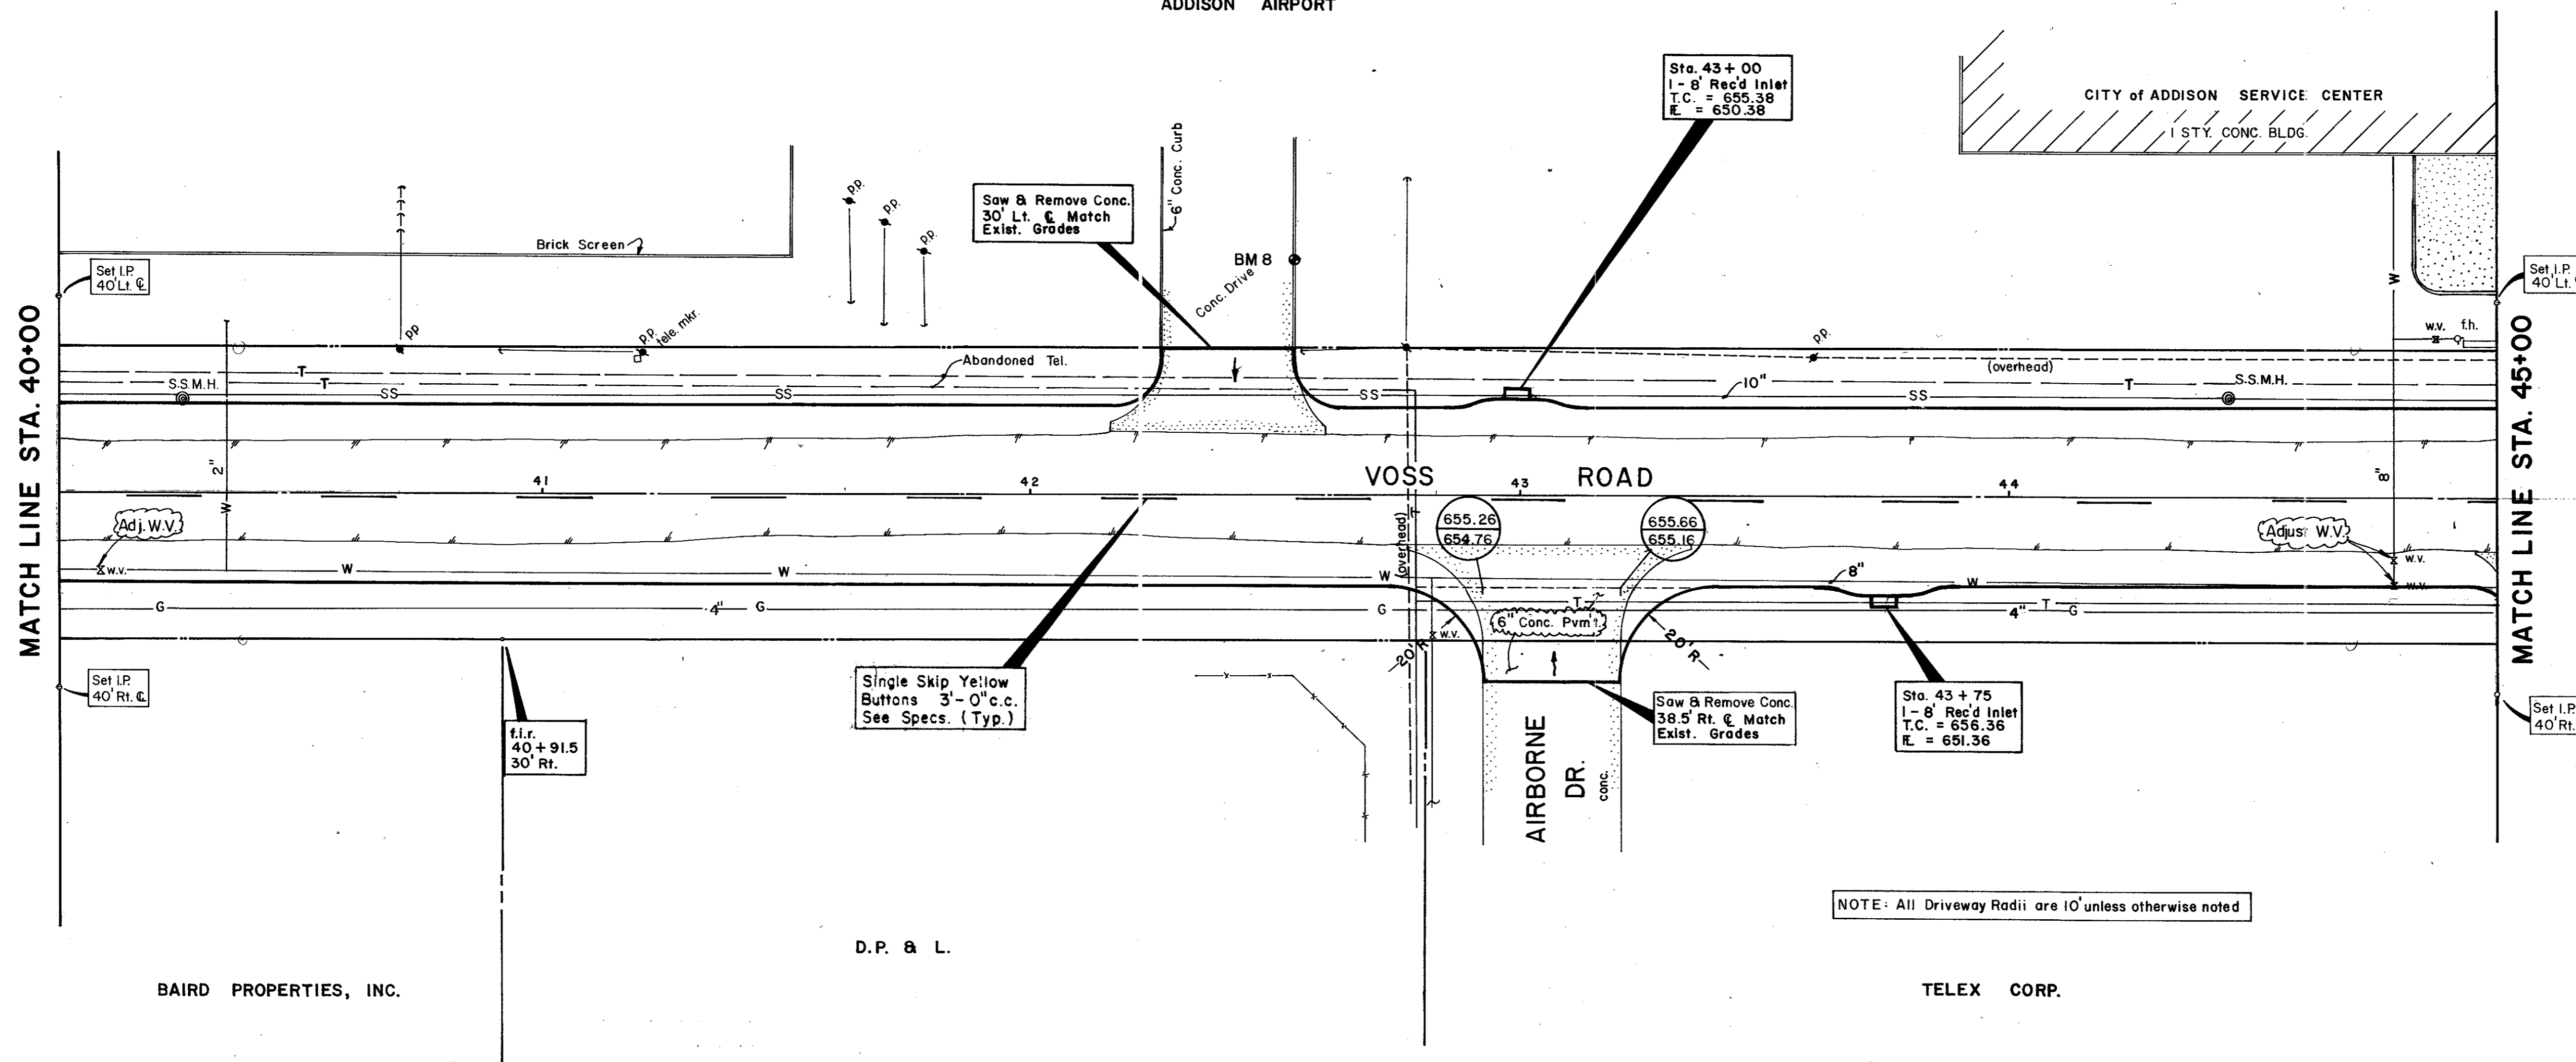 ADDISON AIRPORT
Sta. 43+00
1 - 8' Rec'd Inlet
T.C. = 655.38
FL = 650.38
CITY of ADDISON SERVICE CENTER
1 STY. CONC. BLDG.
6" Conc. Curb
Saw & Remove Conc.
30' Lt. ℄ Match
Exist. Grades
p.p.
p.p.
p.p.
Brick Screen
BM 8
Conc. Drive
Set I.P.
40' Lt. ℄
Set I.P.
40' Lt.
MATCH LINE STA. 40+00
MATCH LINE STA. 45+00
pp
p.p.
tele. mkr.
p.p.
w.v. f.h.
W
Abandoned Tel.
(overhead)
T
T
T
S.S.M.H.
S.S.M.H.
SS
SS
SS
10"
SS
2"
W
8"
VOSS ROAD
41
42
43
44
Adj. W.V.
w.v.
(overhead)
T
655.26
654.76
655.66
655.16
Adjust W.V.
w.v.
w.v.
W
W
W
8"
W
G
4"
G
G
T
T
4"
G
6" Conc. Pvm't.
w.v.
20' R
20' R
Set I.P.
40' Rt. ℄
Set I.P.
40' Rt.
Single Skip Yellow
Buttons 3'-0" c.c.
See Specs. (Typ.)
f.i.r.
40+91.5
30' Rt.
Saw & Remove Conc.
38.5' Rt. ℄ Match
Exist. Grades
Sta. 43+75
1 - 8' Rec'd Inlet
T.C. = 656.36
FL = 651.36
AIRBORNE
DR.
conc.
NOTE: All Driveway Radii are 10' unless otherwise noted
D.P. & L.
BAIRD PROPERTIES, INC.
TELEX CORP.